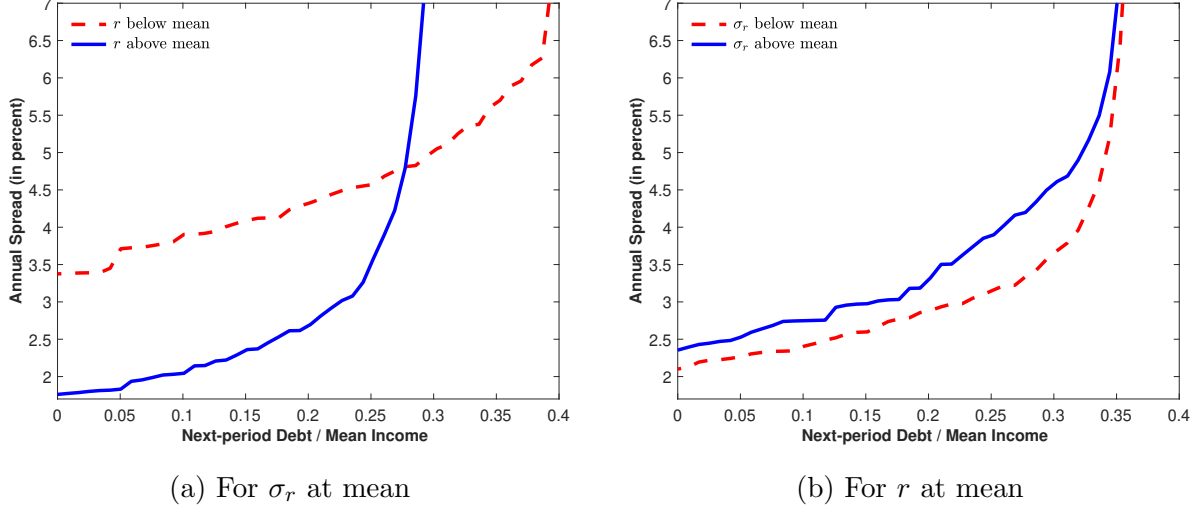 7
6.5
6
5.5
5
4.5
4
3.5
3
2.5
2
Annual Spread (in percent)
r below mean
r above mean
0 0.05 0.1 0.15 0.2 0.25 0.3 0.35 0.4
Next-period Debt / Mean Income
(a) For σr at mean
7
6.5
6
5.5
5
4.5
4
3.5
3
2.5
2
Annual Spread (in percent)
σr below mean
σr above mean
0 0.05 0.1 0.15 0.2 0.25 0.3 0.35 0.4
Next-period Debt / Mean Income
(b) For r at mean